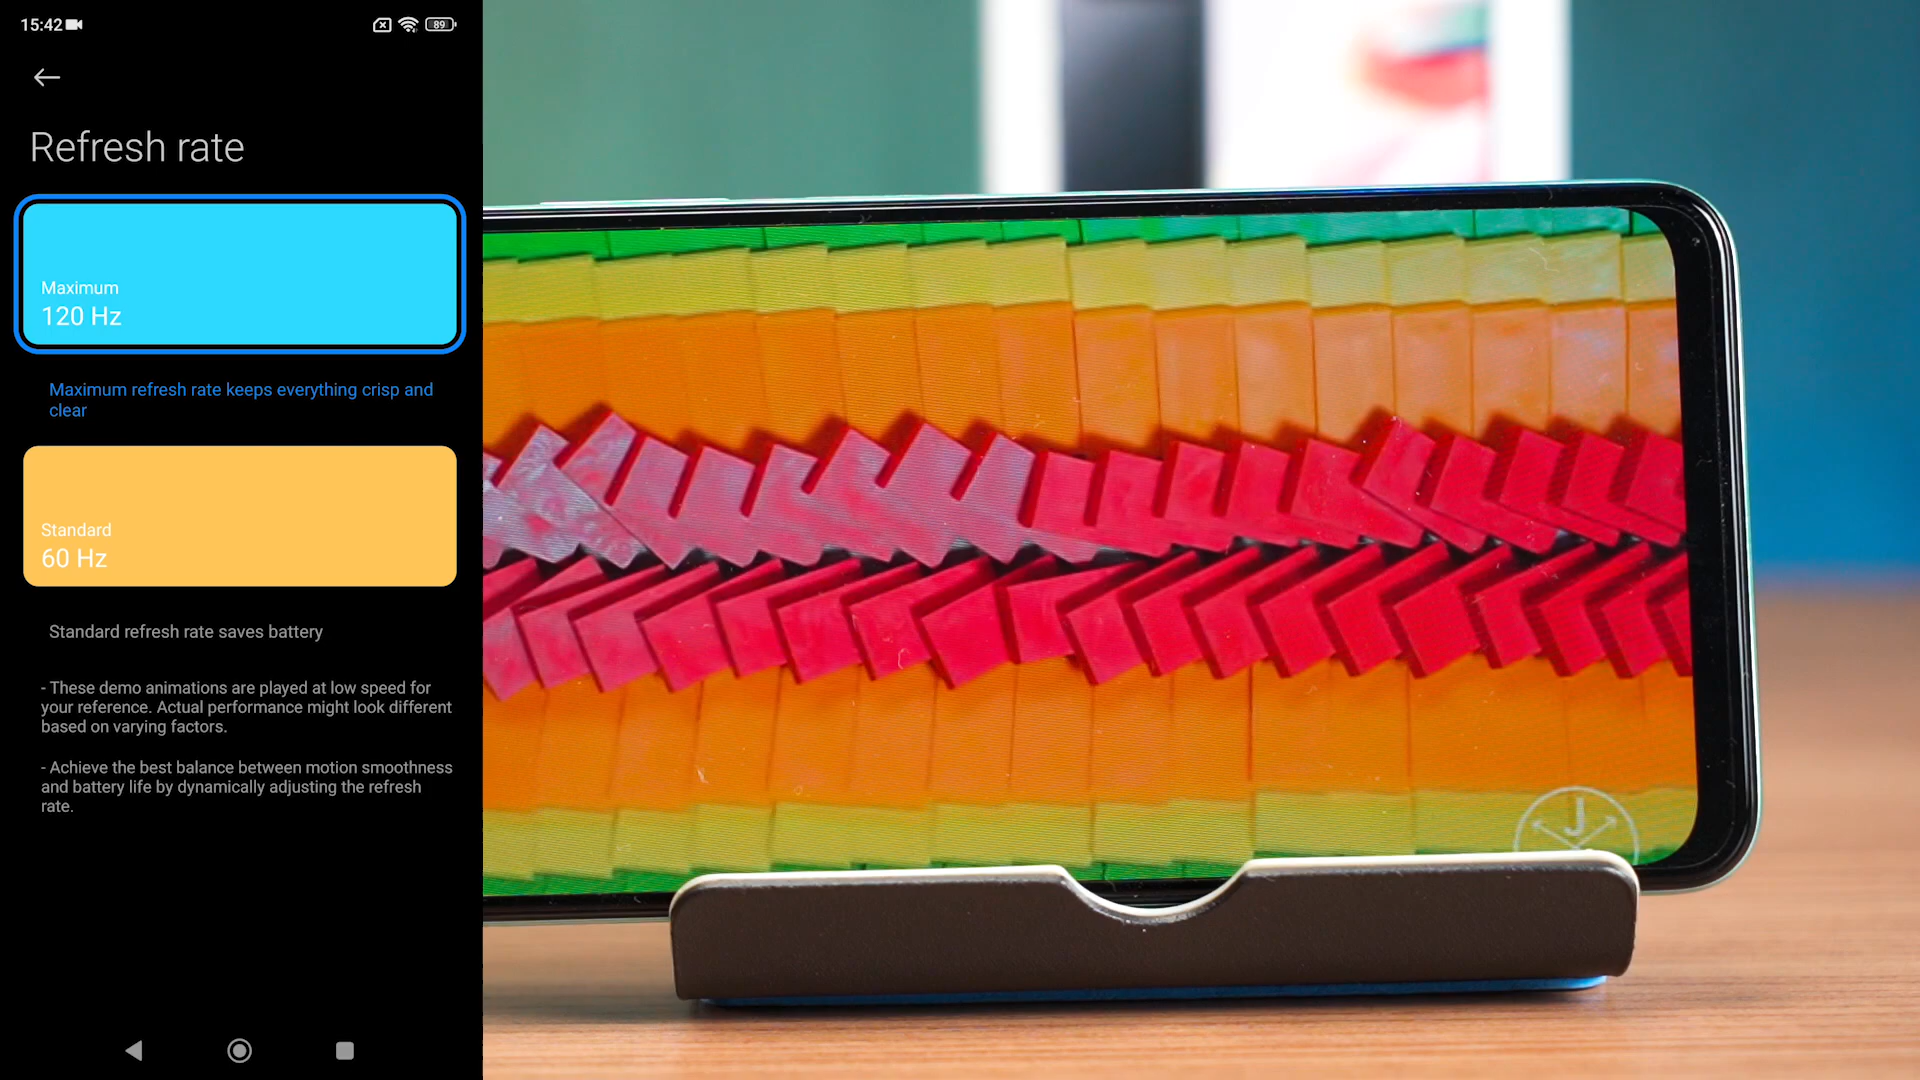 15:42
89
Refresh rate
Maximum
120 Hz
Maximum refresh rate keeps everything crisp and
clear
Standard
60 Hz
Standard refresh rate saves battery
- These demo animations are played at low speed for
your reference. Actual performance might look different
based on varying factors.
- Achieve the best balance between motion smoothness
and battery life by dynamically adjusting the refresh
rate.
J